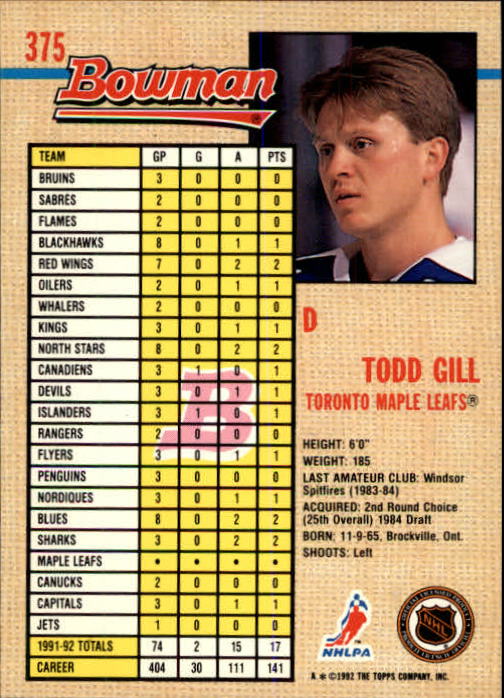 375
Bowman®
TEAM GP G A PTS
BRUINS 3 0 0 0
SABRES 2 0 0 0
FLAMES 2 0 0 0
BLACKHAWKS 8 0 1 1
RED WINGS 7 0 2 2
OILERS 2 0 1 1
WHALERS 2 0 0 0
KINGS 3 0 1 1
NORTH STARS 8 0 2 2
CANADIENS 3 1 0 1
DEVILS 3 0 1 1
ISLANDERS 3 1 0 1
RANGERS 2 0 0 0
FLYERS 3 0 1 1
PENGUINS 3 0 0 0
NORDIQUES 3 0 1 1
BLUES 8 0 2 2
SHARKS 3 0 2 2
MAPLE LEAFS • • • •
CANUCKS 2 0 0 0
CAPITALS 3 0 1 1
JETS 1 0 0 0
1991-92 TOTALS 74 2 15 17
CAREER 404 30 111 141
B
D
TODD GILL
TORONTO MAPLE LEAFS®
HEIGHT: 6'0"
WEIGHT: 185
LAST AMATEUR CLUB: Windsor
Spitfires (1983-84)
ACQUIRED: 2nd Round Choice
(25th Overall) 1984 Draft
BORN: 11-9-65, Brockville, Ont.
SHOOTS: Left
NHLPA
NHL
A ✱ ©1992 THE TOPPS COMPANY, INC.